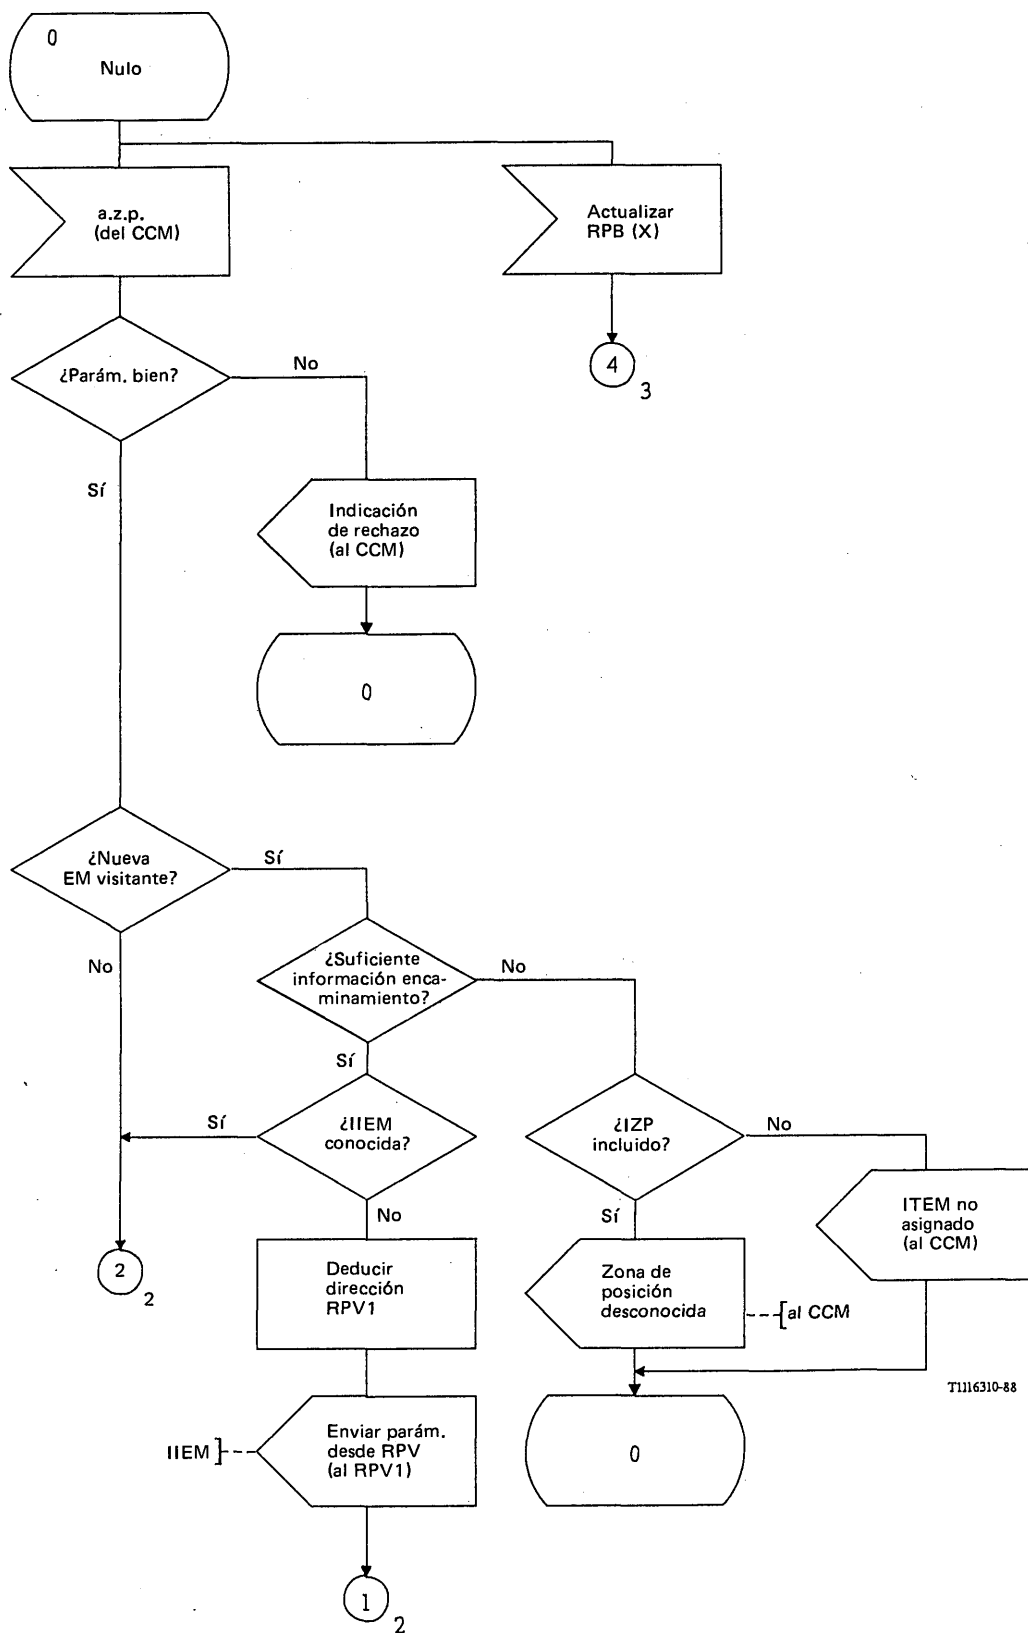 0
Nulo
a.z.p.
(del CCM)
Actualizar
RPB (X)
¿Parám. bien?
No
4
3
Sí
Indicación
de rechazo
(al CCM)
0
¿Nueva
EM visitante?
Sí
No
¿Suficiente
información enca-
minamiento?
No
Sí
¿IIEM
conocida?
Sí
¿IZP
incluido?
No
No
Sí
ITEM no
asignado
(al CCM)
2
2
Deducir
dirección
RPV1
Zona de
posición
desconocida
al CCM
T1116310-88
IIEM
Enviar parám.
desde RPV
(al RPV1)
0
1
2